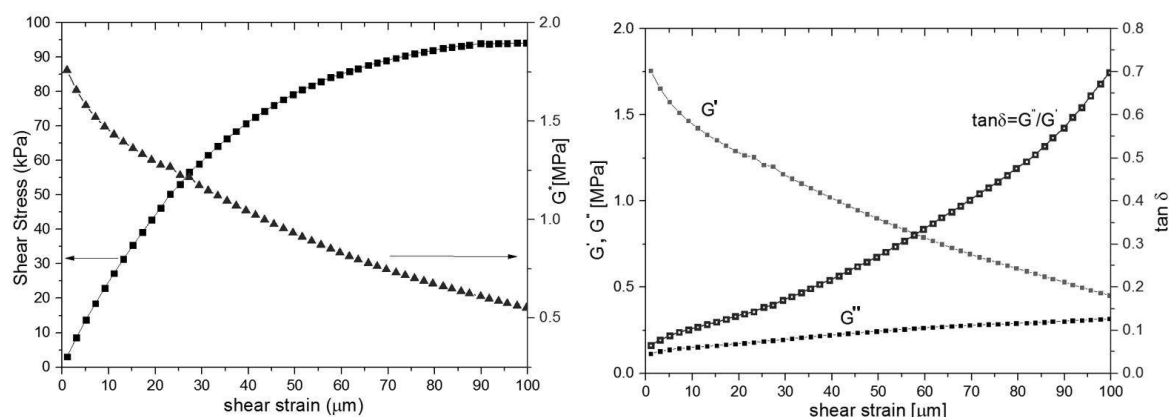 100
90
80
70
60
50
40
30
20
10
0
Shear Stress (kPa)
2.0
1.5
1.0
0.5
G*[MPa]
0 10 20 30 40 50 60 70 80 90 100
shear strain (μm)
2.0
1.5
1.0
0.5
0.0
G', G'' [MPa]
G'
tanδ=G''/G'
G''
0.8
0.7
0.6
0.5
0.4
0.3
0.2
0.1
0.0
tan δ
0 10 20 30 40 50 60 70 80 90 100
shear strain [μm]